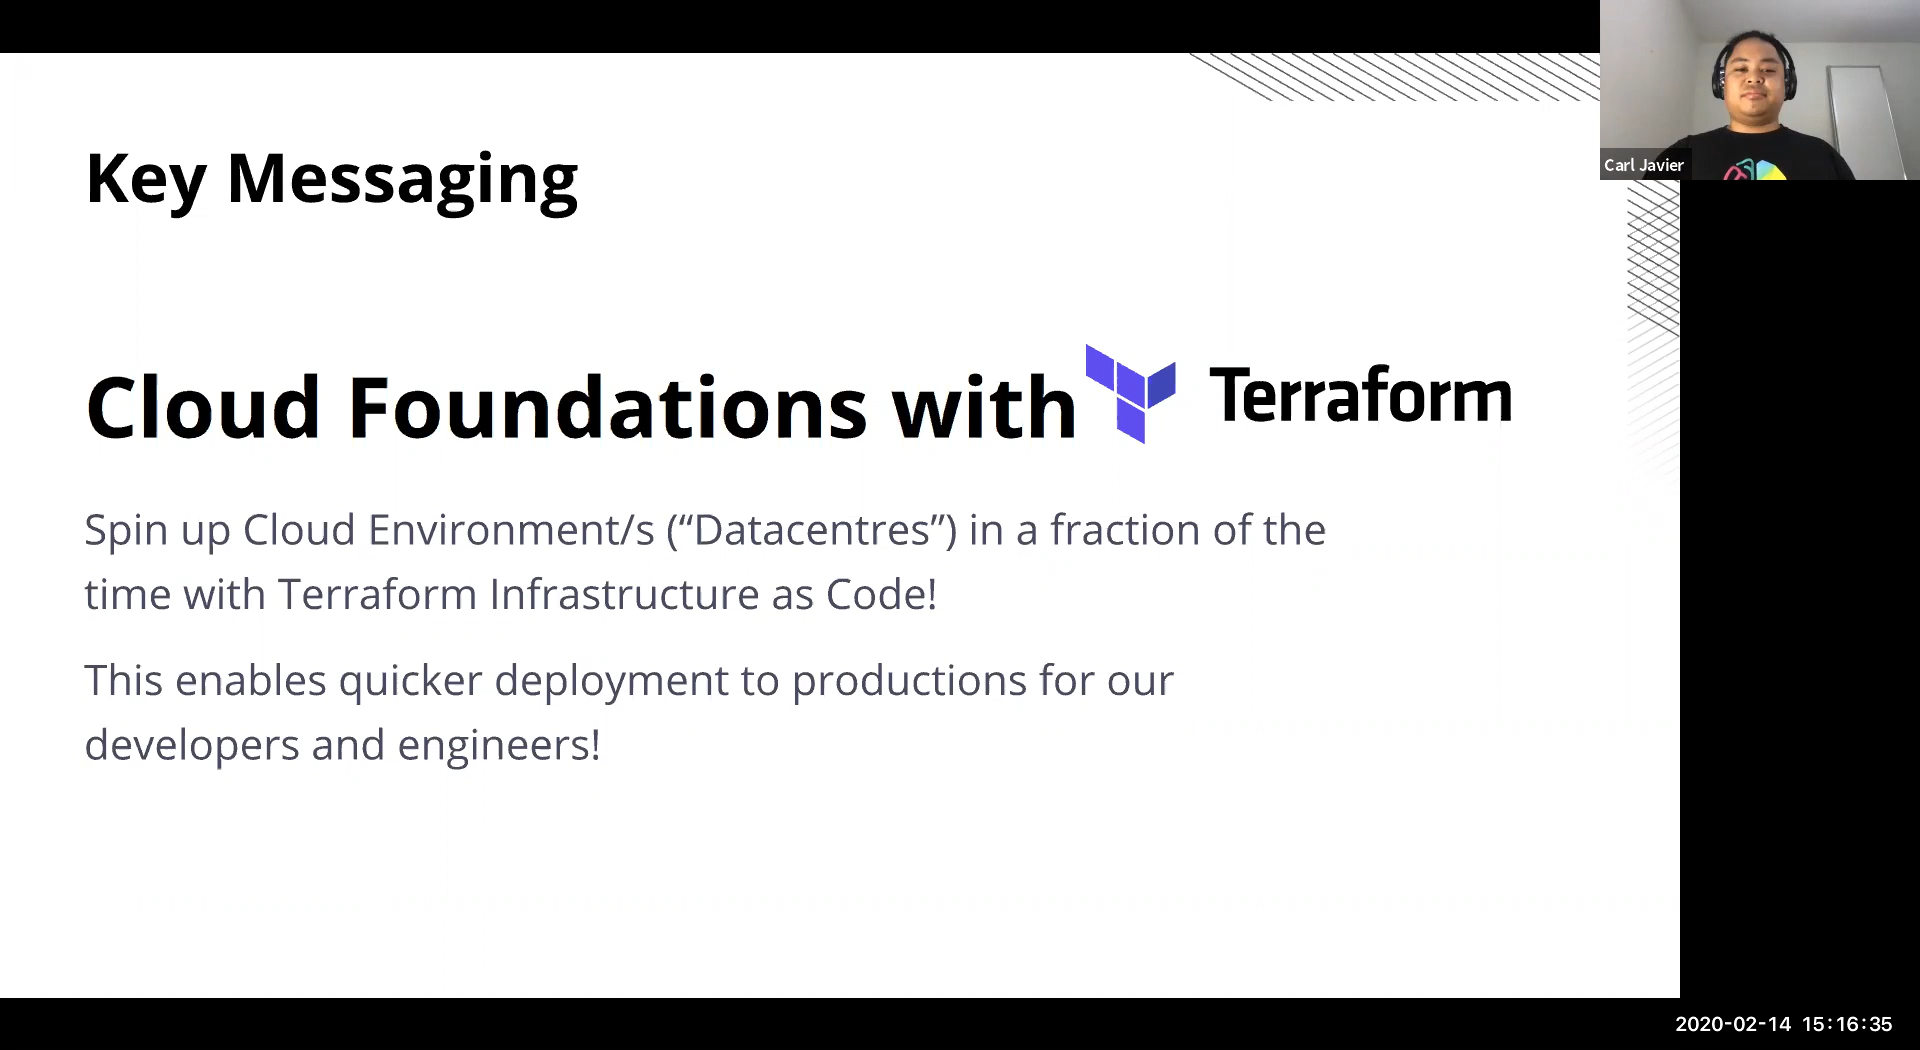 Key Messaging
Cloud Foundations with Terraform
Spin up Cloud Environment/s (“Datacentres”) in a fraction of the
time with Terraform Infrastructure as Code!
This enables quicker deployment to productions for our
developers and engineers!
Carl Javier
2020-02-14 15:16:35